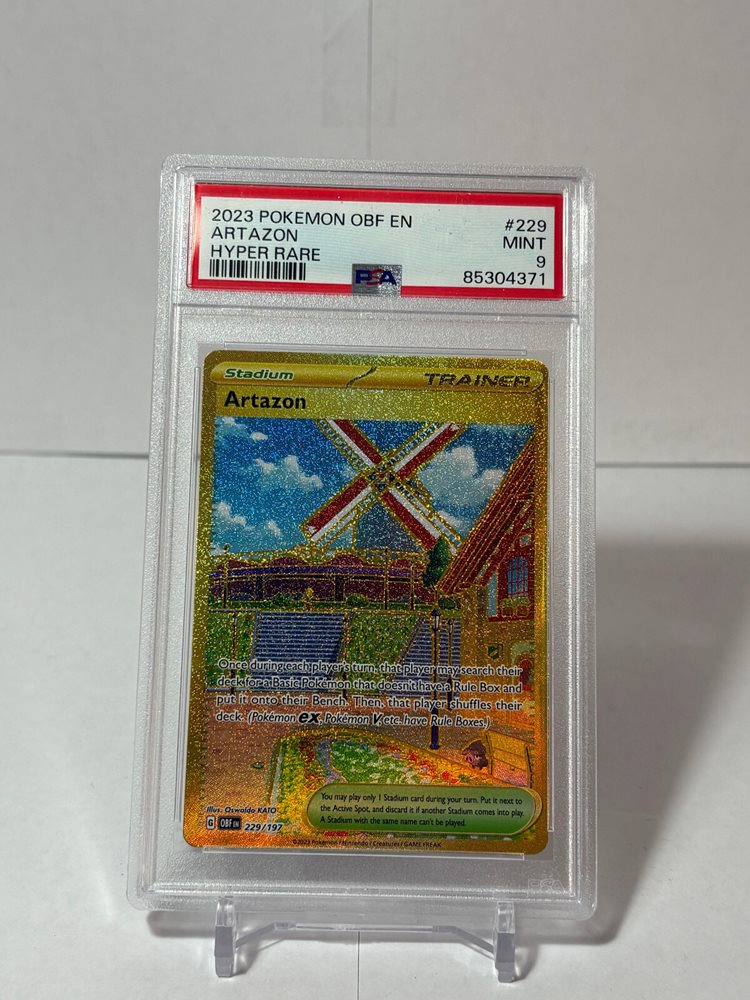 2023 POKEMON OBF EN #229
ARTAZON MINT
HYPER RARE 9
PSA 85304371
Stadium TRAINER
Artazon
Once during each player's turn, that player may search their
deck for a Basic Pokémon that doesn't have a Rule Box and
put it onto their Bench. Then, that player shuffles their
deck. (Pokémon ex, Pokémon V, etc. have Rule Boxes.)
You may play only 1 Stadium card during your turn. Put it next to
the Active Spot, and discard it if another Stadium comes into play.
A Stadium with the same name can't be played.
Illus. Oswaldo KATO
G OBF EN 229/197
©2023 Pokémon / Nintendo / Creatures / GAME FREAK
PSA